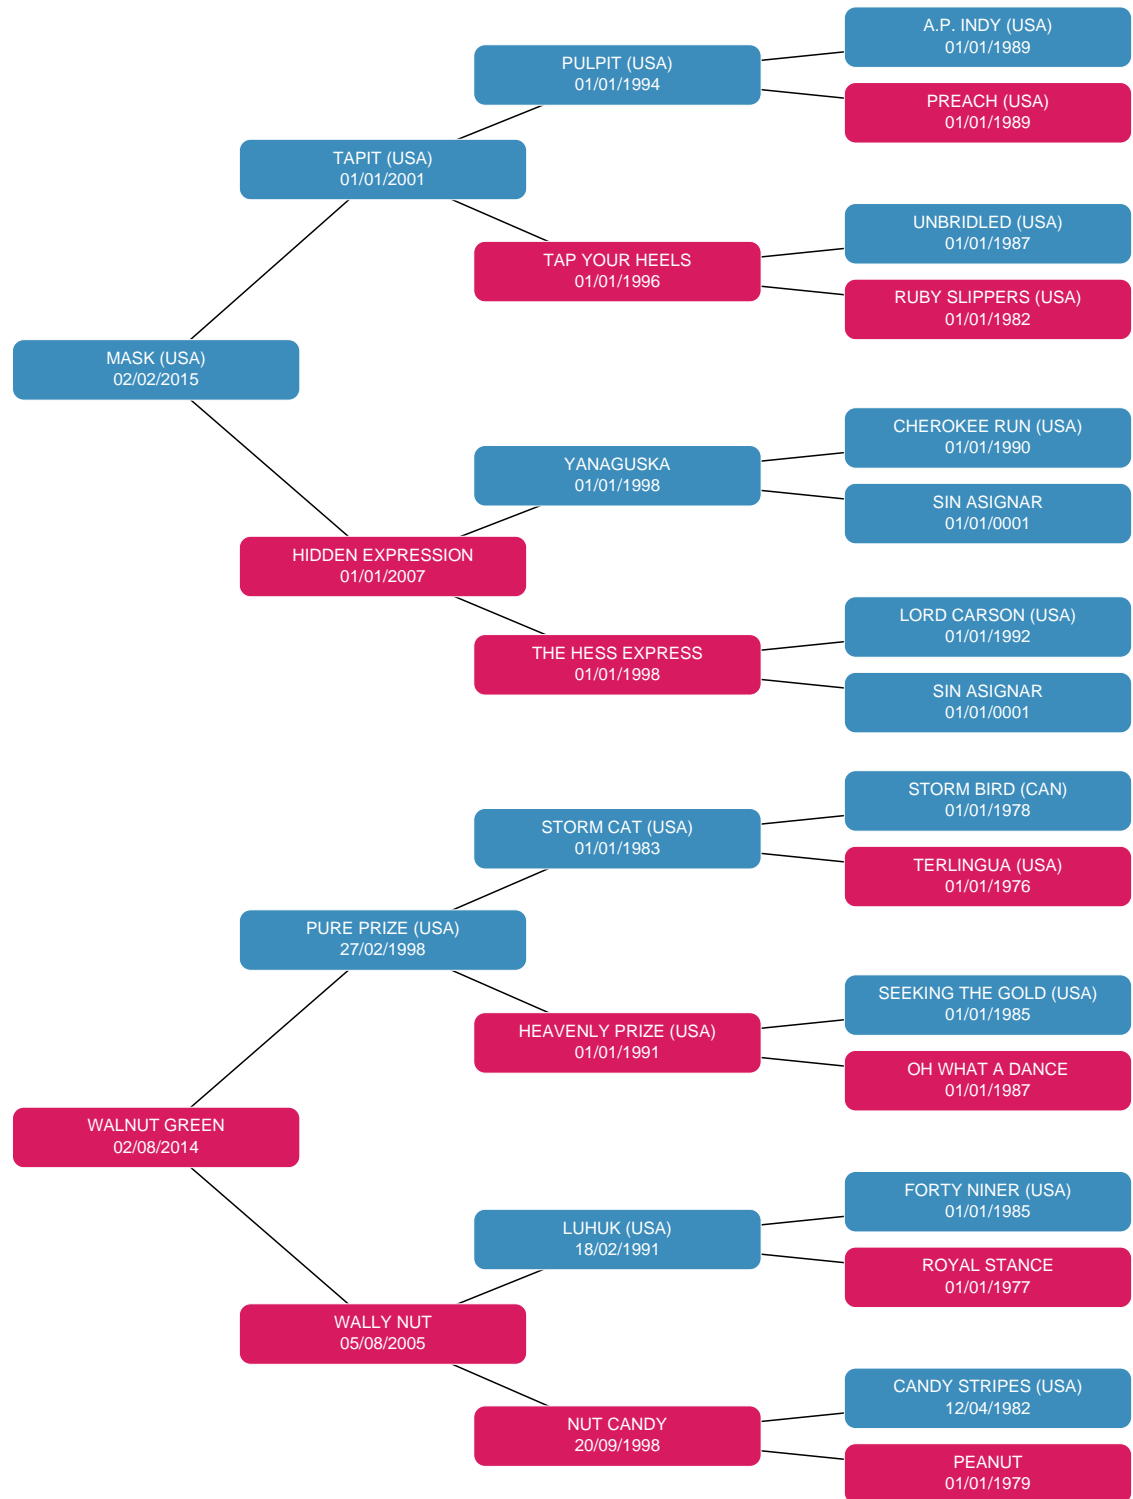 A.P. INDY (USA)
01/01/1989
PULPIT (USA)
01/01/1994
PREACH (USA)
01/01/1989
TAPIT (USA)
01/01/2001
UNBRIDLED (USA)
01/01/1987
TAP YOUR HEELS
01/01/1996
RUBY SLIPPERS (USA)
01/01/1982
MASK (USA)
02/02/2015
CHEROKEE RUN (USA)
01/01/1990
YANAGUSKA
01/01/1998
SIN ASIGNAR
01/01/0001
HIDDEN EXPRESSION
01/01/2007
LORD CARSON (USA)
01/01/1992
THE HESS EXPRESS
01/01/1998
SIN ASIGNAR
01/01/0001
STORM BIRD (CAN)
01/01/1978
STORM CAT (USA)
01/01/1983
TERLINGUA (USA)
01/01/1976
PURE PRIZE (USA)
27/02/1998
SEEKING THE GOLD (USA)
01/01/1985
HEAVENLY PRIZE (USA)
01/01/1991
OH WHAT A DANCE
01/01/1987
WALNUT GREEN
02/08/2014
FORTY NINER (USA)
01/01/1985
LUHUK (USA)
18/02/1991
ROYAL STANCE
01/01/1977
WALLY NUT
05/08/2005
CANDY STRIPES (USA)
12/04/1982
NUT CANDY
20/09/1998
PEANUT
01/01/1979